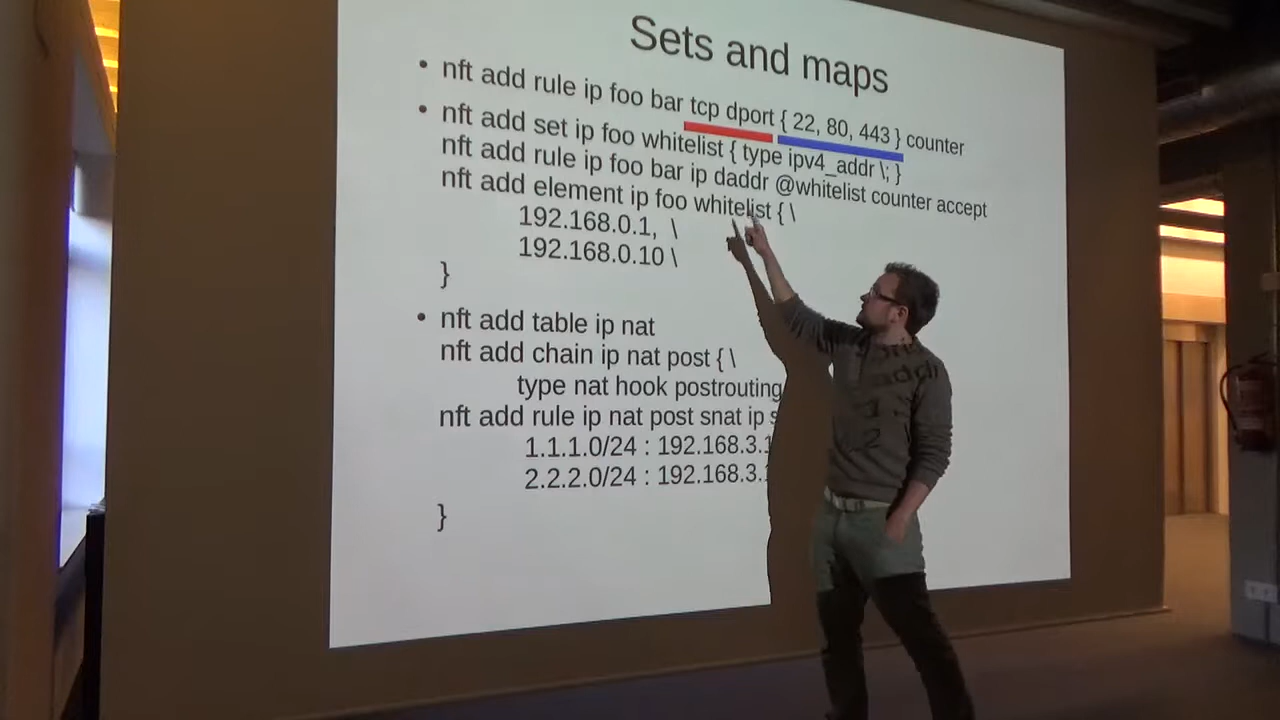 Sets and maps
• nft add rule ip foo bar tcp dport { 22, 80, 443 } counter
• nft add set ip foo whitelist { type ipv4_addr \; }
nft add rule ip foo bar ip daddr @whitelist counter accept
nft add element ip foo whitelist { \
192.168.0.1, \
192.168.0.10 \
}
• nft add table ip nat
nft add chain ip nat post { \
type nat hook postrouting
nft add rule ip nat post snat ip s
1.1.1.0/24 : 192.168.3.1
2.2.2.0/24 : 192.168.3.1
}